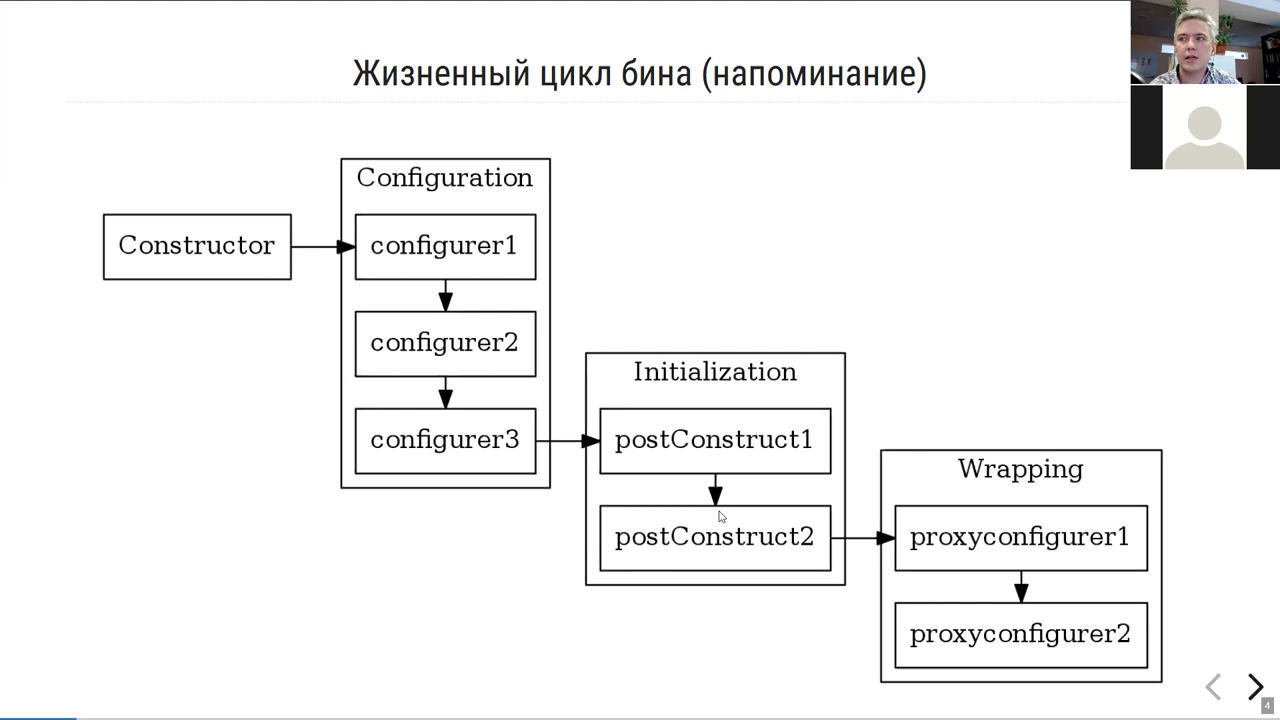 Жизненный цикл бина (напоминание)
Configuration
Constructor
configurer1
configurer2
configurer3
Initialization
postConstruct1
postConstruct2
Wrapping
proxyconfigurer1
proxyconfigurer2
4